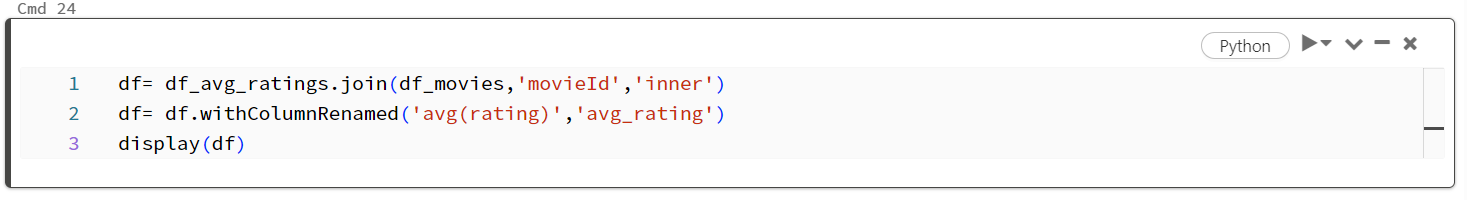 Cmd 24
Python
1 df= df_avg_ratings.join(df_movies,'movieId','inner')
2 df= df.withColumnRenamed('avg(rating)','avg_rating')
3 display(df)